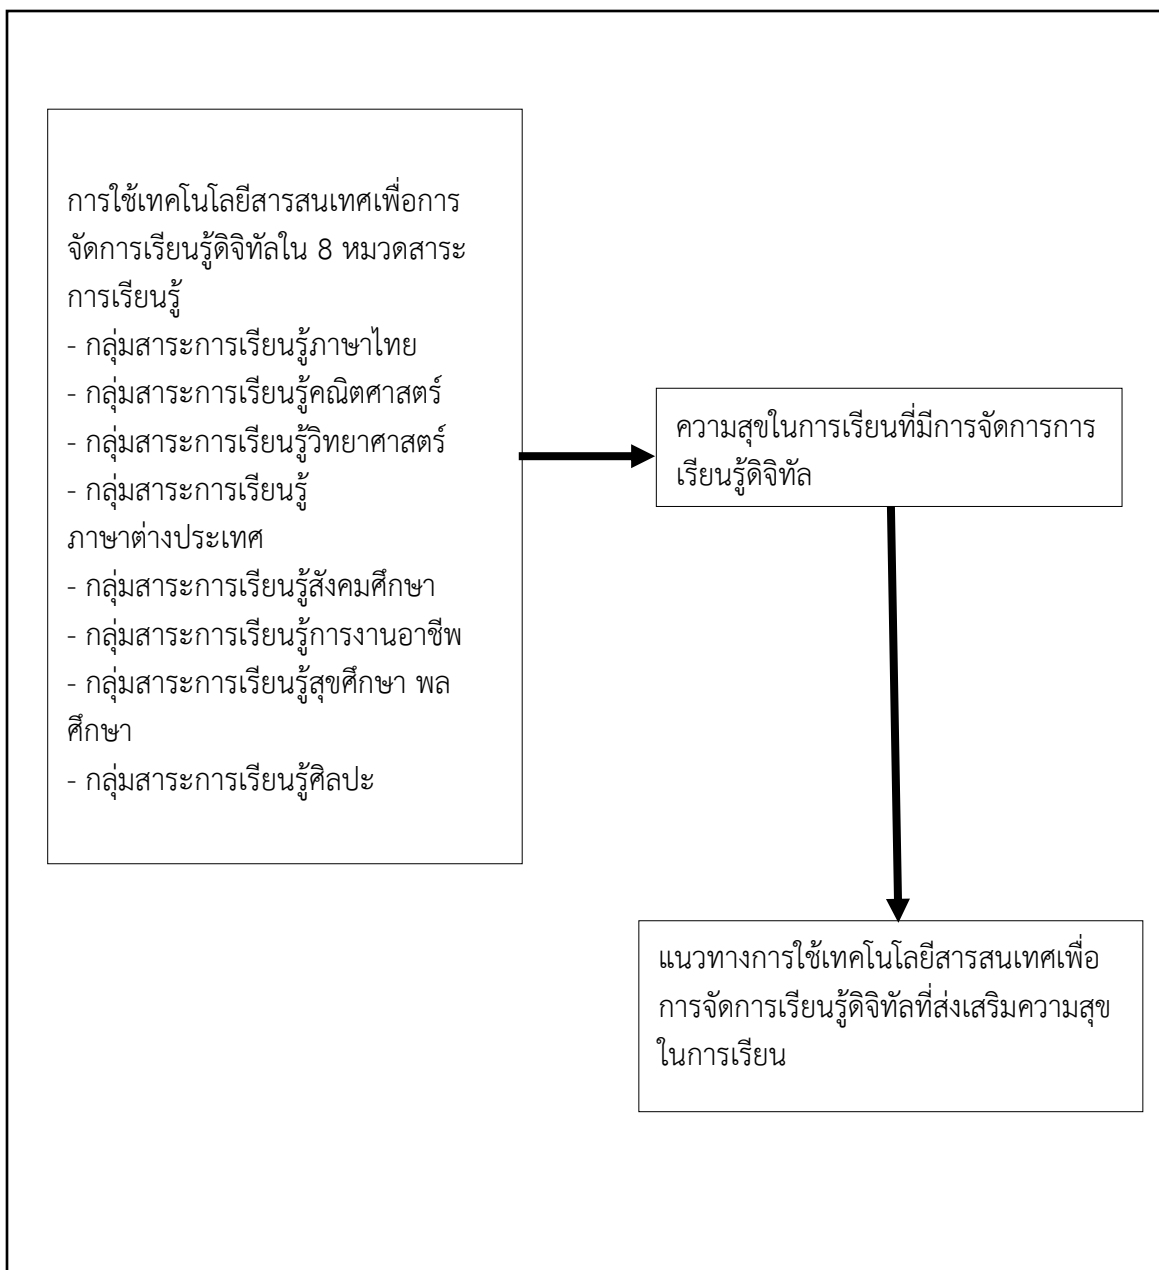 การใช้เทคโนโลยีสารสนเทศเพื่อการ
จัดการเรียนรู้ดิจิทัลใน 8 หมวดสาระ
การเรียนรู้
- กลุ่มสาระการเรียนรู้ภาษาไทย
- กลุ่มสาระการเรียนรู้คณิตศาสตร์
- กลุ่มสาระการเรียนรู้วิทยาศาสตร์
- กลุ่มสาระการเรียนรู้
ภาษาต่างประเทศ
- กลุ่มสาระการเรียนรู้สังคมศึกษา
- กลุ่มสาระการเรียนรู้การงานอาชีพ
- กลุ่มสาระการเรียนรู้สุขศึกษา พล
ศึกษา
- กลุ่มสาระการเรียนรู้ศิลปะ
ความสุขในการเรียนที่มีการจัดการการ
เรียนรู้ดิจิทัล
แนวทางการใช้เทคโนโลยีสารสนเทศเพื่อ
การจัดการเรียนรู้ดิจิทัลที่ส่งเสริมความสุข
ในการเรียน